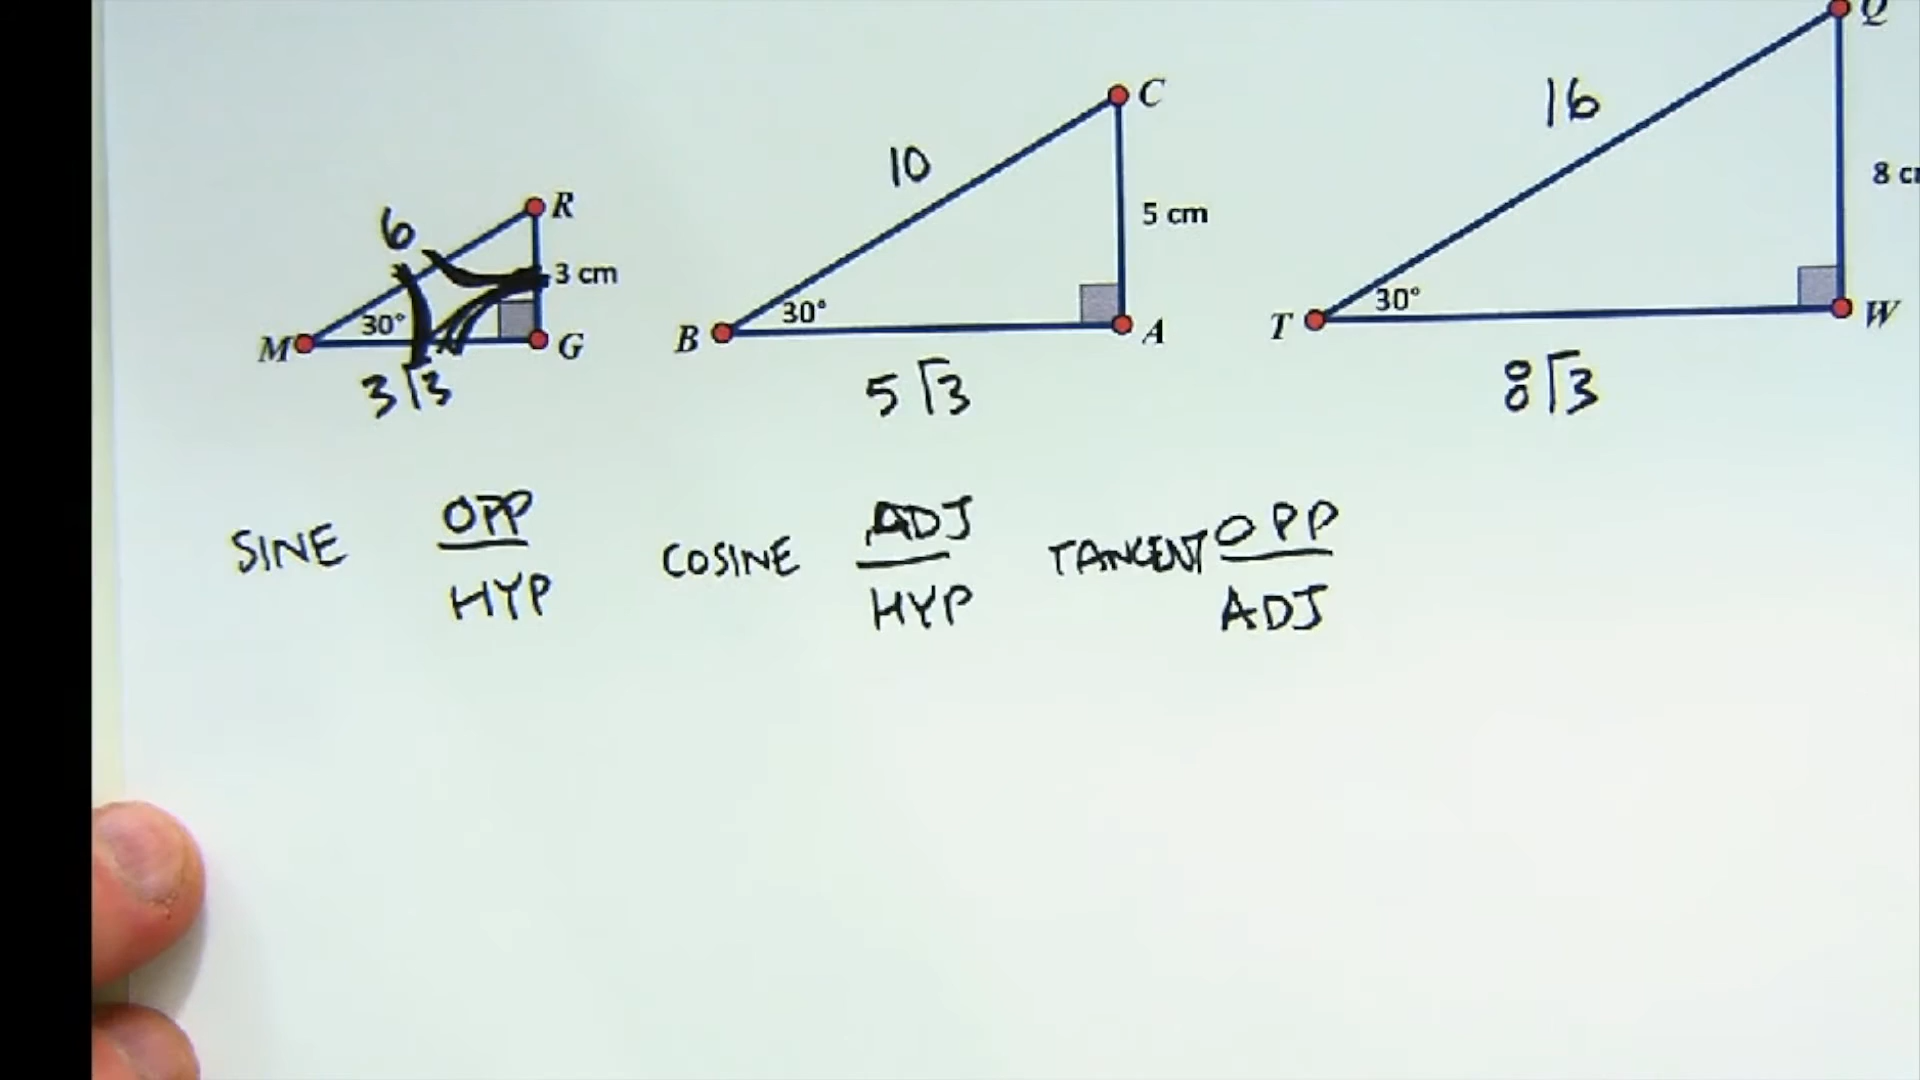 Q
C
16
10
8 c
R
5 cm
6
3 cm
30°
30°
30°
M
G
B
A
T
W
3√3
5√3
8√3
SINE OPP/HYP COSINE ADJ/HYP TANGENT OPP/ADJ